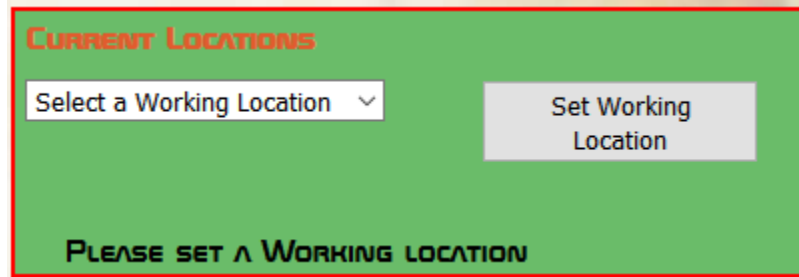 Current Locations
Select a Working Location
Set Working
Location
Please set a Working location